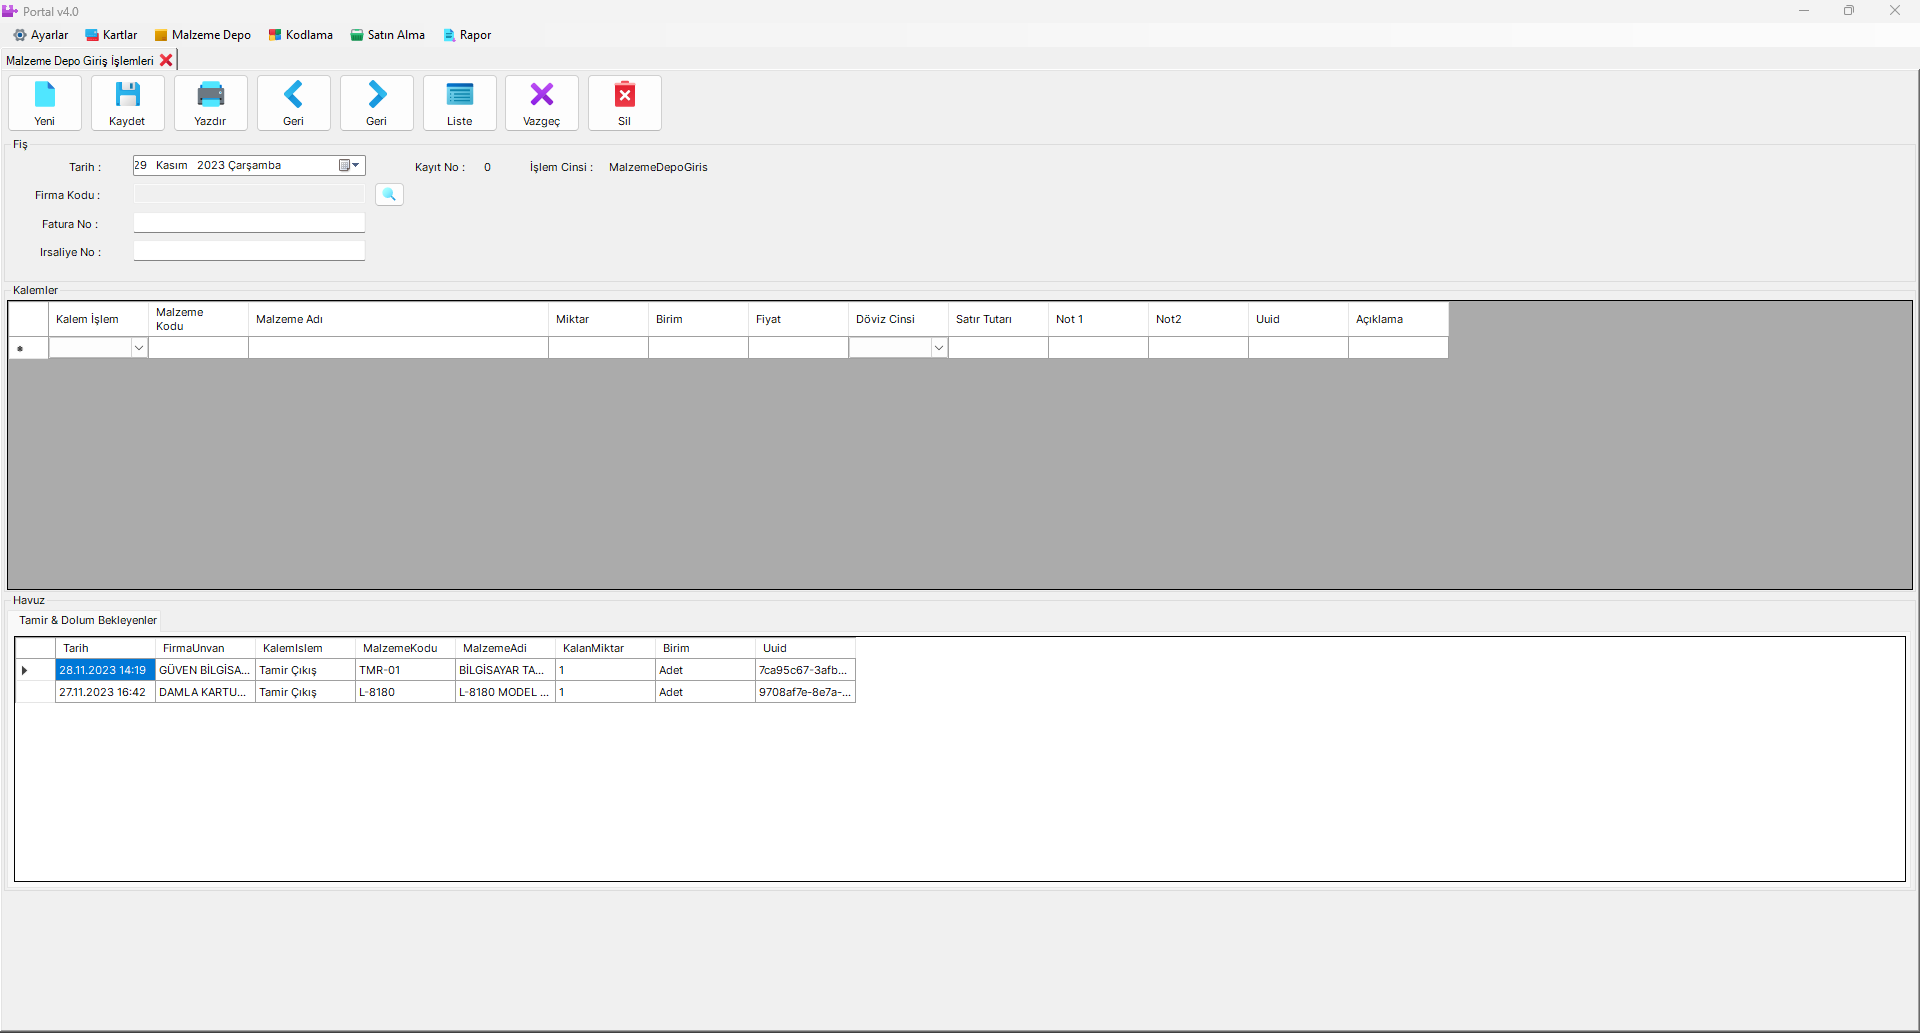 Portal v4.0
Ayarlar Kartlar Malzeme Depo Kodlama Satın Alma Rapor
Malzeme Depo Giriş İşlemleri
Yeni Kaydet Yazdır Geri Geri Liste Vazgeç Sil
Fiş
Tarih : 29 Kasım 2023 Çarşamba Kayıt No : 0 İşlem Cinsi : MalzemeDepoGiris
Firma Kodu :
Fatura No :
Irsaliye No :
Kalemler
Kalem İşlem Malzeme Kodu Malzeme Adı Miktar Birim Fiyat Döviz Cinsi Satır Tutarı Not 1 Not2 Uuid Açıklama
Havuz
Tamir & Dolum Bekleyenler
Tarih FirmaUnvan KalemIslem MalzemeKodu MalzemeAdi KalanMiktar Birim Uuid
28.11.2023 14:19 GÜVEN BİLGİSA... Tamir Çıkış TMR-01 BİLGİSAYAR TA... 1 Adet 7ca95c67-3afb...
27.11.2023 16:42 DAMLA KARTU... Tamir Çıkış L-8180 L-8180 MODEL ... 1 Adet 9708af7e-8e7a-...